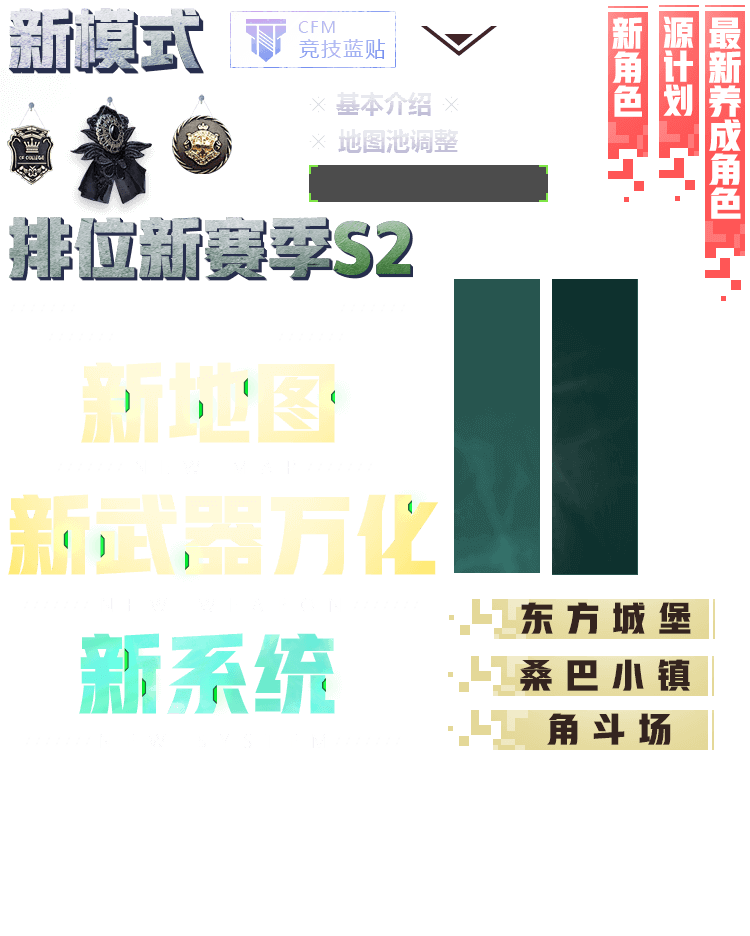 新模式
CFM
竞技蓝贴
新角色
源计划
最新养成角色
CF COLLEGE
基本介绍
地图池调整
排位新赛季S2
新地图
新武器万化
新系统
东方城堡
桑巴小镇
角斗场